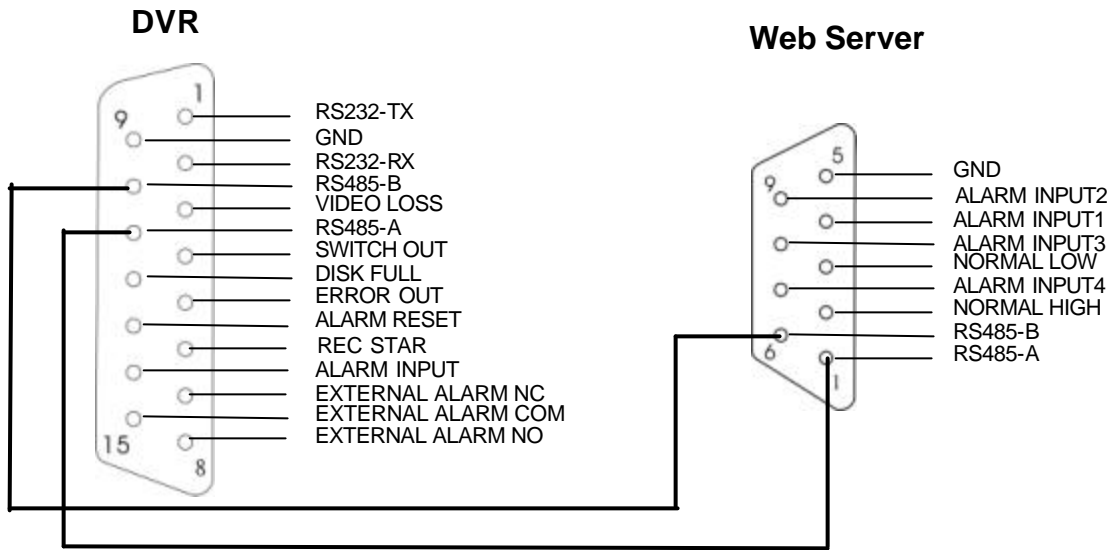 DVR
Web Server
1
9
RS232-TX
GND
RS232-RX
RS485-B
VIDEO LOSS
RS485-A
SWITCH OUT
DISK FULL
ERROR OUT
ALARM RESET
REC STAR
ALARM INPUT
EXTERNAL ALARM NC
EXTERNAL ALARM COM
EXTERNAL ALARM NO
15
8
5
9
GND
ALARM INPUT2
ALARM INPUT1
ALARM INPUT3
NORMAL LOW
ALARM INPUT4
NORMAL HIGH
RS485-B
RS485-A
6
1